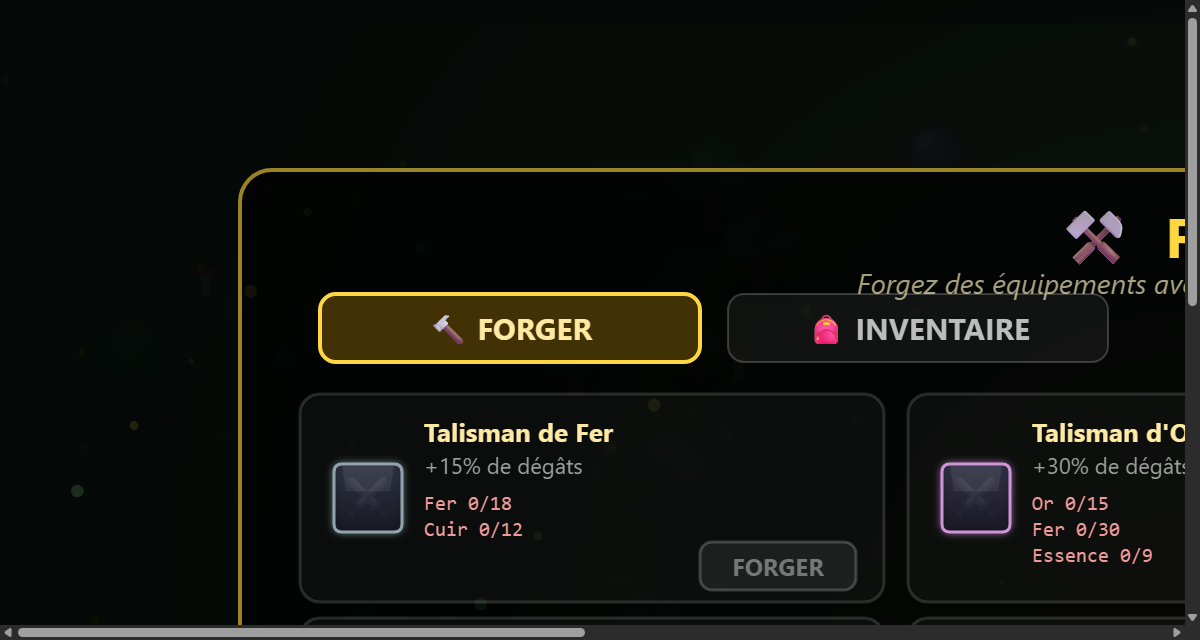 Forgez des équipements
FORGER
INVENTAIRE
Talisman de Fer
+15% de dégâts
Fer 0/18
Cuir 0/12
FORGER
Talisman d'O
+30% de dégâts
Or 0/15
Fer 0/30
Essence 0/9